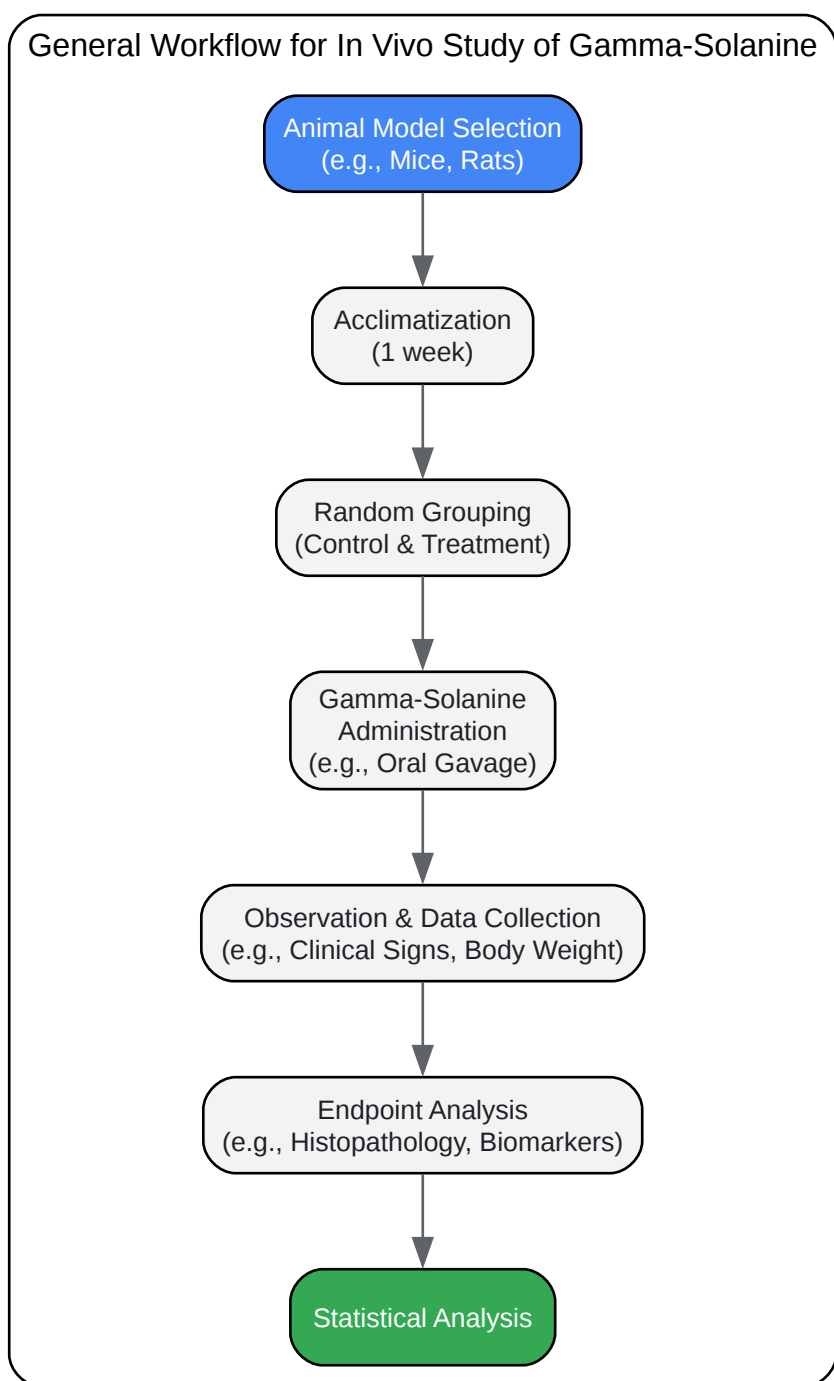 General Workflow for In Vivo Study of Gamma-Solanine
Animal Model Selection
(e.g., Mice, Rats)
Acclimatization
(1 week)
Random Grouping
(Control & Treatment)
Gamma-Solanine
Administration
(e.g., Oral Gavage)
Observation & Data Collection
(e.g., Clinical Signs, Body Weight)
Endpoint Analysis
(e.g., Histopathology, Biomarkers)
Statistical Analysis